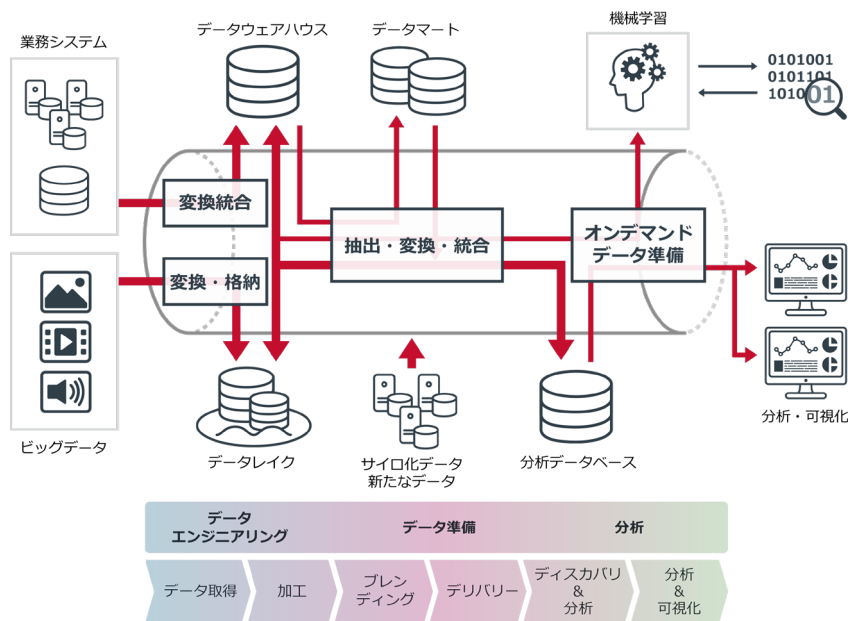 業務システム
データウェアハウス
データマート
機械学習
0101001
0101101
1010
01
変換統合
抽出・変換・統合
オンデマンド
データ準備
変換・格納
ビッグデータ
データレイク
サイロ化データ
新たなデータ
分析データベース
分析・可視化
データ
エンジニアリング
データ準備
分析
データ取得
加工
ブレン
ディング
デリバリー
ディスカバリ
&
分析
分析
&
可視化